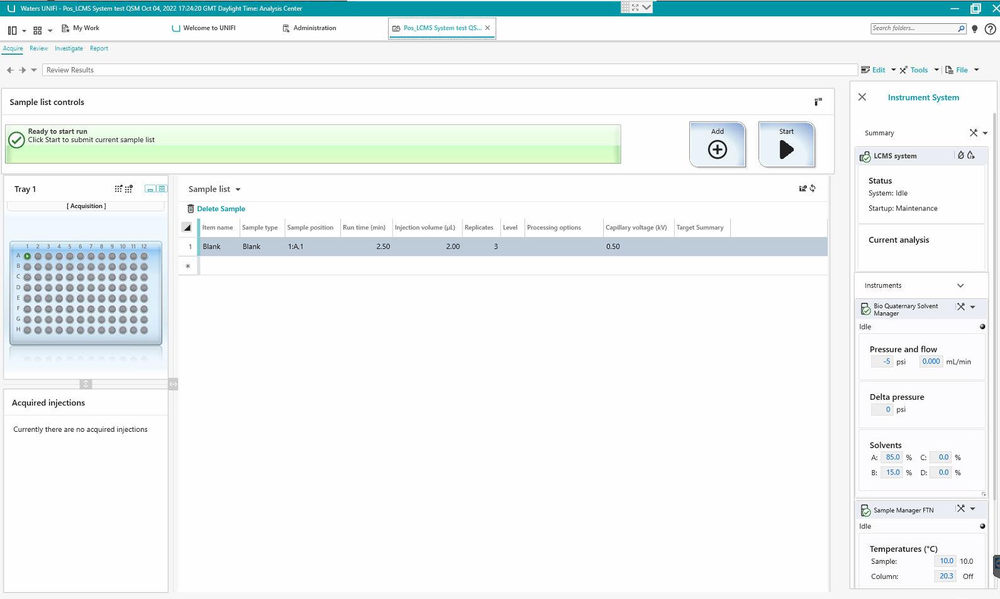 Waters UNIFI - Pos_LCMS System test QSM Oct 04, 2022 17:24:20 GMT Daylight Time: Analysis Center
My Work
Welcome to UNIFI
Administration
Pos_LCMS System test QS...
Search folders...
Acquire Review Investigate Report
Review Results
Edit Tools File
Sample list controls
Ready to start run
Click Start to submit current sample list
Add
Start
Tray 1
[ Acquisition ]
1 2 3 4 5 6 7 8 9 10 11 12
A
B
C
D
E
F
G
H
Acquired injections
Currently there are no acquired injections
Sample list
Delete Sample
Item name Sample type Sample position Run time (min) Injection volume (µL) Replicates Level Processing options Capillary voltage (kV) Target Summary
1 Blank Blank 1:A,1 2.50 2.00 3 0.50
*
Instrument System
Summary
LCMS system
Status
System: Idle
Startup: Maintenance
Current analysis
Instruments
Bio Quaternary Solvent
Manager
Idle
Pressure and flow
-5 psi 0.000 mL/min
Delta pressure
0 psi
Solvents
A: 85.0 % C: 0.0 %
B: 15.0 % D: 0.0 %
Sample Manager FTN
Idle
Temperatures (°C)
Sample: 10.0 10.0
Column: 20.3 Off